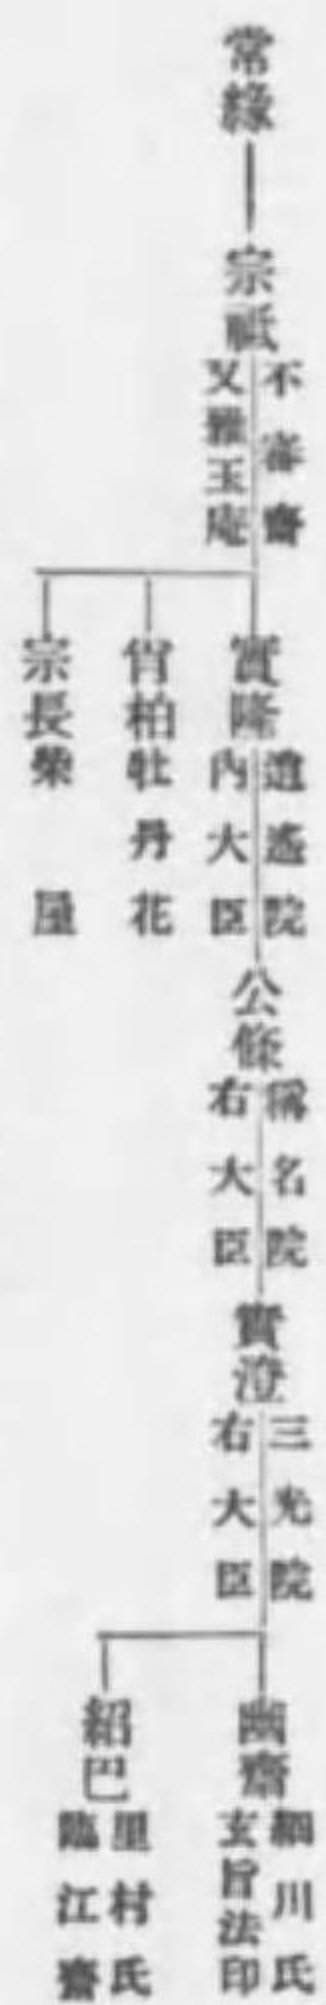 常緣
宗祇
不審齋
又雅玉庵
實隆
逍遙院
內大臣
肖柏
牡丹花
宗長
柴屋
公條
稱名院
右大臣
實澄
三光院
右大臣
幽齋
細川氏
玄旨法印
紹巴
里村氏
臨江齋